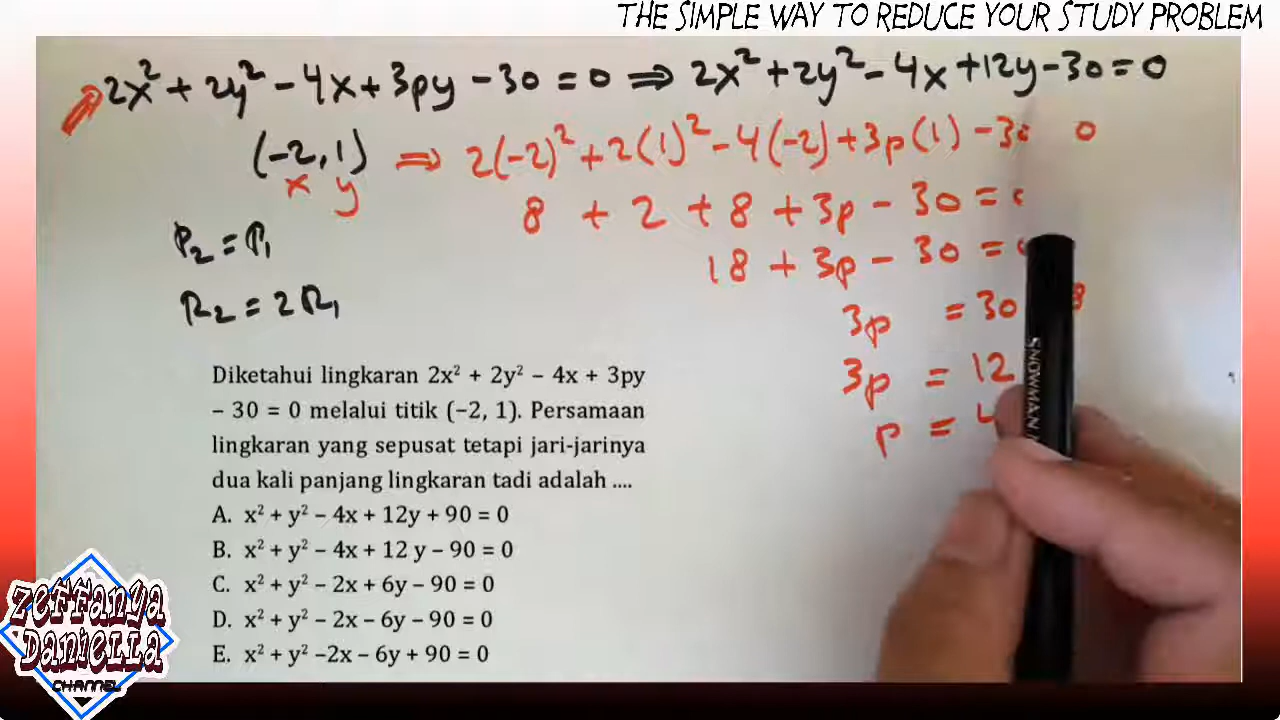 THE SIMPLE WAY TO REDUCE YOUR STUDY PROBLEM
2x² + 2y² - 4x + 3py - 30 = 0 ⇒ 2x² + 2y² - 4x + 12y - 30 = 0
(-2, 1) ⇒ 2(-2)² + 2(1)² - 4(-2) + 3p(1) - 30 0
x y
8 + 2 + 8 + 3p - 30 =
P₂ = P₁
18 + 3p - 30 =
R₂ = 2R₁
3p = 30 8
3p = 12
p = 4
Diketahui lingkaran 2x² + 2y² – 4x + 3py
– 30 = 0 melalui titik (–2, 1). Persamaan
lingkaran yang sepusat tetapi jari-jarinya
dua kali panjang lingkaran tadi adalah ....
A. x² + y² – 4x + 12y + 90 = 0
B. x² + y² – 4x + 12 y – 90 = 0
C. x² + y² – 2x + 6y – 90 = 0
D. x² + y² – 2x – 6y – 90 = 0
E. x² + y² –2x – 6y + 90 = 0
SNOWMAN
Zeffanya
Daniella
CHANNEL